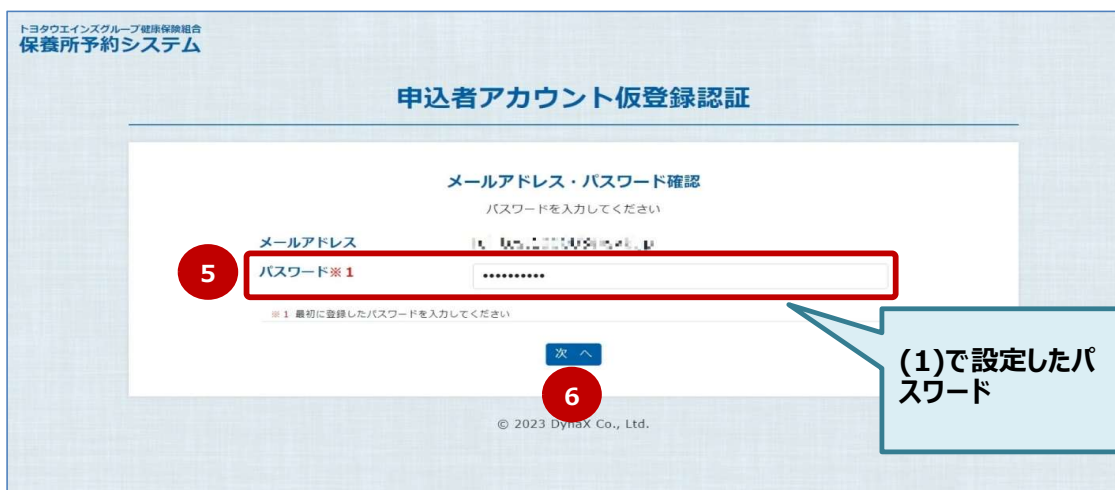 トヨタウエインズグループ健康保険組合
保養所予約システム
申込者アカウント仮登録認証
メールアドレス・パスワード確認
パスワードを入力してください
メールアドレス
5
パスワード※1
••••••••••
※1 最初に登録したパスワードを入力してください
次 へ
(1)で設定したパ
スワード
6
© 2023 DynaX Co., Ltd.